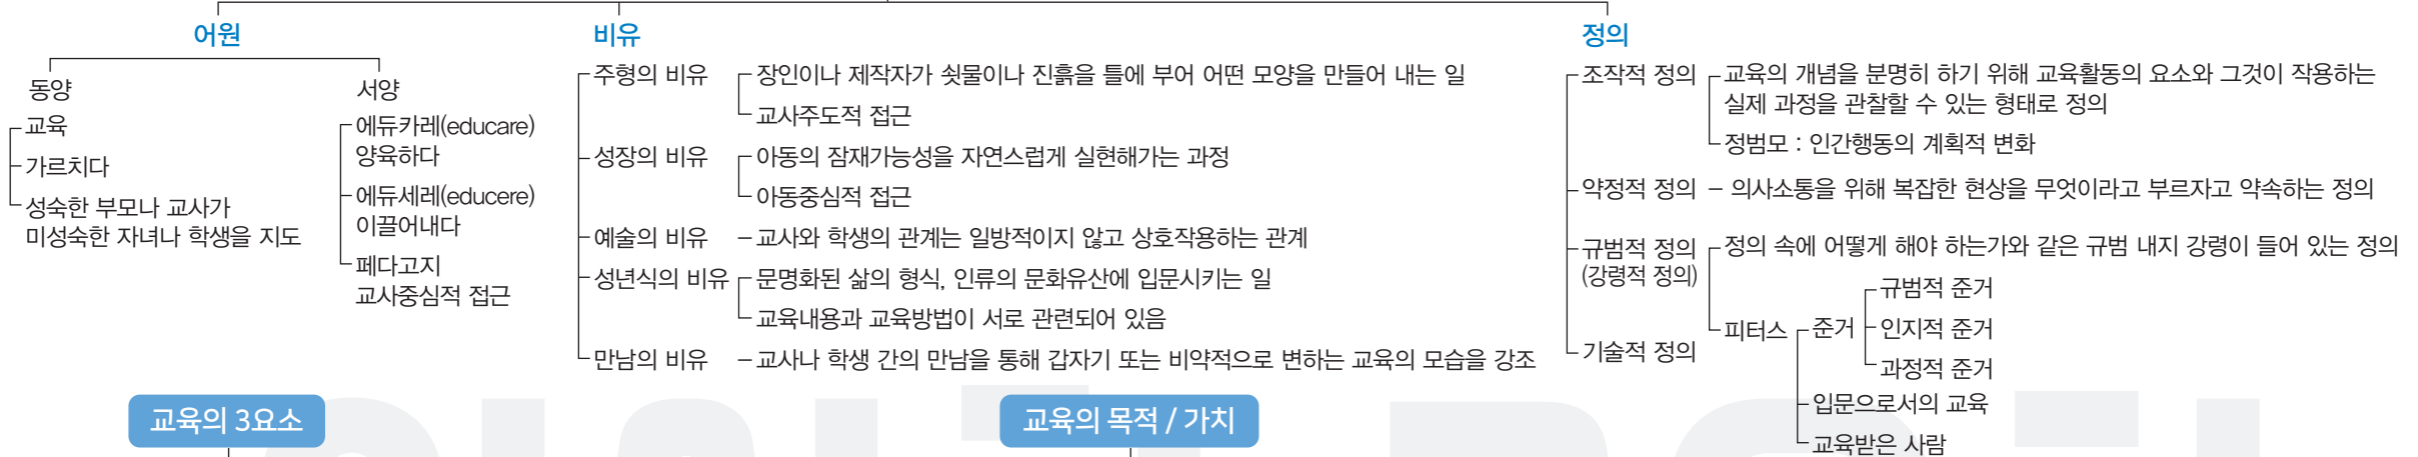 어원
동양
교육
가르치다
성숙한 부모나 교사가
미성숙한 자녀나 학생을 지도
서양
에듀카레(educare)
양육하다
에듀세레(educere)
이끌어내다
페다고지
교사중심적 접근
비유
주형의 비유
장인이나 제작자가 쇳물이나 진흙을 틀에 부어 어떤 모양을 만들어 내는 일
교사주도적 접근
성장의 비유
아동의 잠재가능성을 자연스럽게 실현해가는 과정
아동중심적 접근
예술의 비유
교사와 학생의 관계는 일방적이지 않고 상호작용하는 관계
성년식의 비유
문명화된 삶의 형식, 인류의 문화유산에 입문시키는 일
교육내용과 교육방법이 서로 관련되어 있음
만남의 비유
교사나 학생 간의 만남을 통해 갑자기 또는 비약적으로 변하는 교육의 모습을 강조
정의
조작적 정의
교육의 개념을 분명히 하기 위해 교육활동의 요소와 그것이 작용하는
실제 과정을 관찰할 수 있는 형태로 정의
정범모 : 인간행동의 계획적 변화
약정적 정의
의사소통을 위해 복잡한 현상을 무엇이라고 부르자고 약속하는 정의
규범적 정의
(강령적 정의)
정의 속에 어떻게 해야 하는가와 같은 규범 내지 강령이 들어 있는 정의
피터스
준거
규범적 준거
인지적 준거
과정적 준거
입문으로서의 교육
교육받은 사람
기술적 정의
교육의 3요소
교육의 목적 / 가치